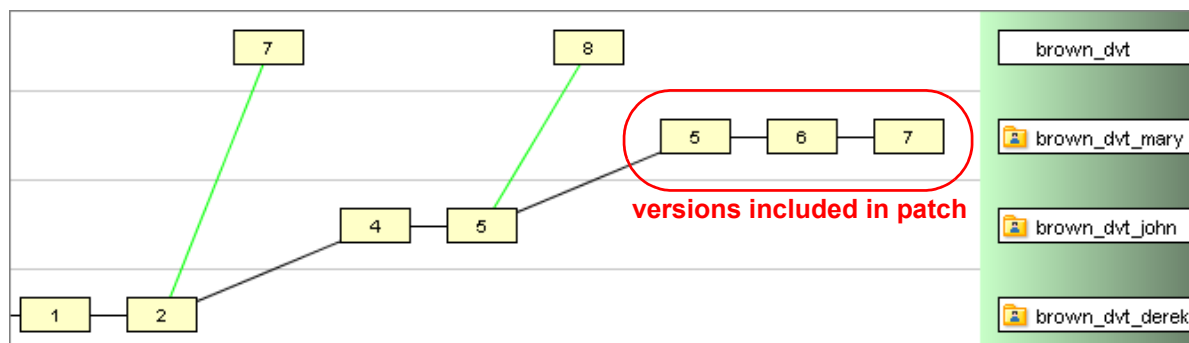 7 8 brown_dvt
5 6 7 brown_dvt_mary
versions included in patch
4 5 brown_dvt_john
1 2 brown_dvt_derek